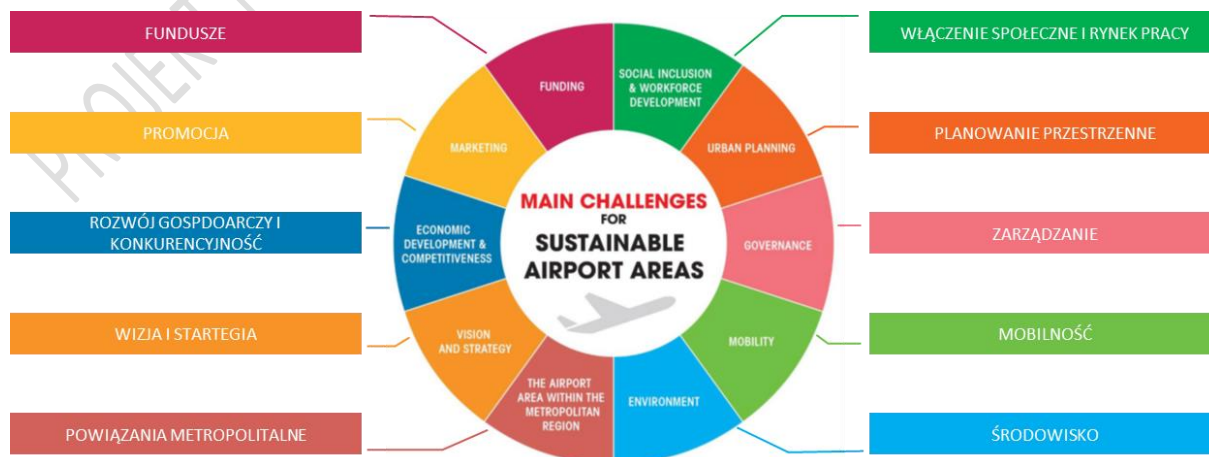 PROJEKT
FUNDUSZE
PROMOCJA
ROZWÓJ GOSPDOARCZY I
KONKURENCYJNOŚĆ
WIZJA I STARTEGIA
POWIĄZANIA METROPOLITALNE
FUNDING
SOCIAL INCLUSION
& WORKFORCE
DEVELOPMENT
MARKETING
URBAN PLANNING
ECONOMIC
DEVELOPMENT &
COMPETITIVENESS
MAIN CHALLENGES
FOR
SUSTAINABLE
AIRPORT AREAS
GOVERNANCE
VISION
AND STRATEGY
MOBILITY
THE AIRPORT
AREA WITHIN THE
METROPOLITAN
REGION
ENVIRONMENT
WŁĄCZENIE SPOŁECZNE I RYNEK PRACY
PLANOWANIE PRZESTRZENNE
ZARZĄDZANIE
MOBILNOŚĆ
ŚRODOWISKO